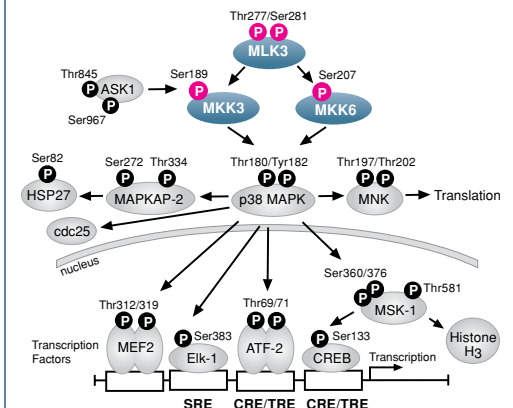 Thr277/Ser281
P P
MLK3
Thr845
P ASK1
P
Ser967
Ser189
P
MKK3
Ser207
P
MKK6
Ser82
P
HSP27
Ser272 Thr334
P P
MAPKAP-2
Thr180/Tyr182
P P
p38 MAPK
Thr197/Thr202
P P
MNK
Translation
cdc25
nucleus
Ser360/376
P P
P Thr581
MSK-1
Thr312/319
P P
MEF2
P Ser383
Elk-1
Thr69/71
P P
ATF-2
P Ser133
CREB
Histone
H3
Transcription
Factors
Transcription
SRE CRE/TRE CRE/TRE